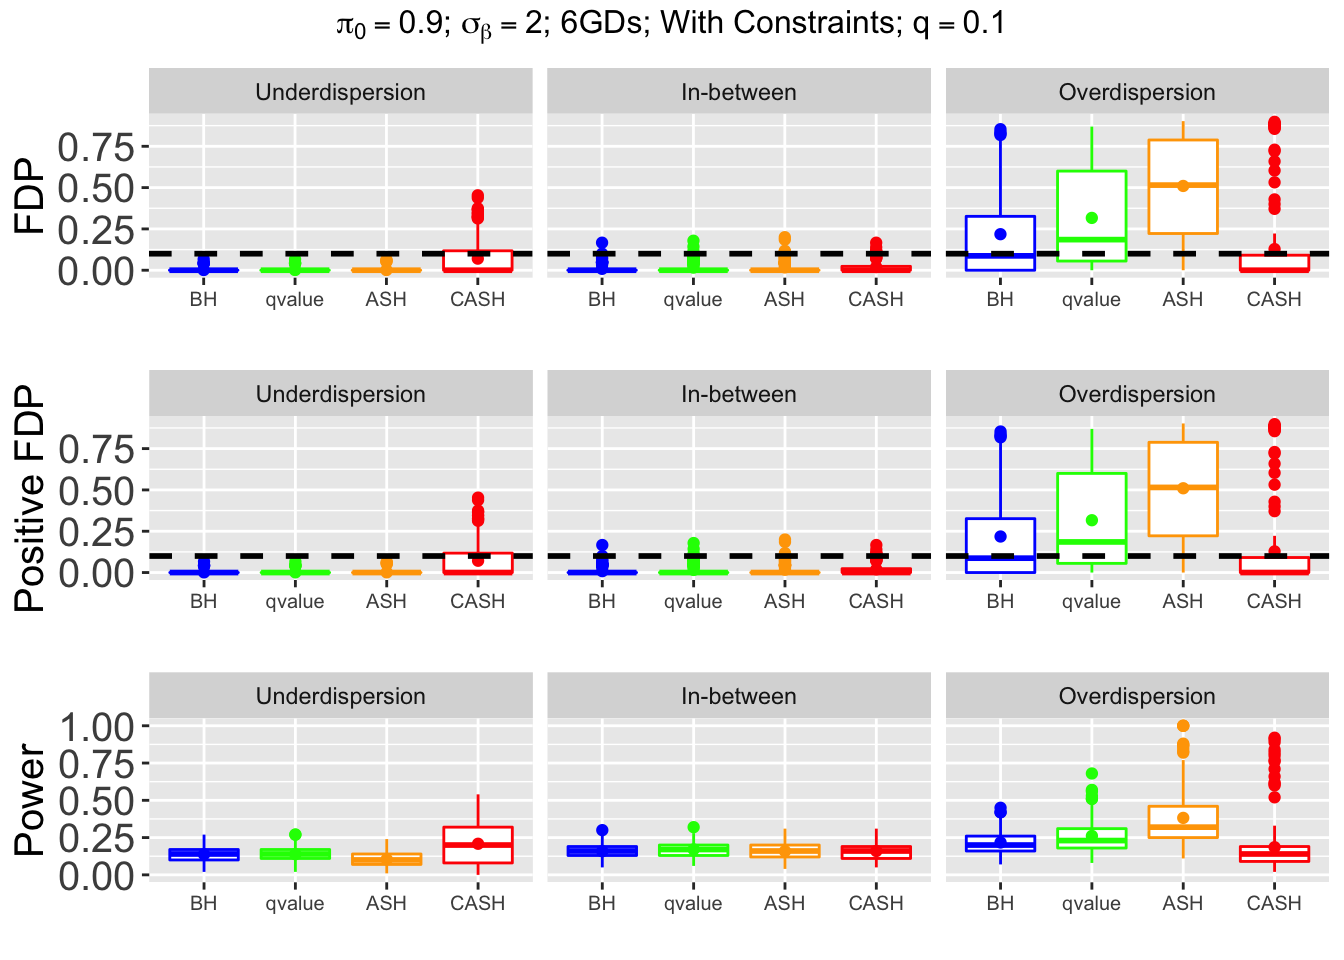 π0 = 0.9; σβ = 2; 6GDs; With Constraints; q = 0.1
Underdispersion In-between Overdispersion
FDP
0.75
0.50
0.25
0.00
BH qvalue ASH CASH BH qvalue ASH CASH BH qvalue ASH CASH
Underdispersion In-between Overdispersion
Positive FDP
0.75
0.50
0.25
0.00
BH qvalue ASH CASH BH qvalue ASH CASH BH qvalue ASH CASH
Underdispersion In-between Overdispersion
Power
1.00
0.75
0.50
0.25
0.00
BH qvalue ASH CASH BH qvalue ASH CASH BH qvalue ASH CASH